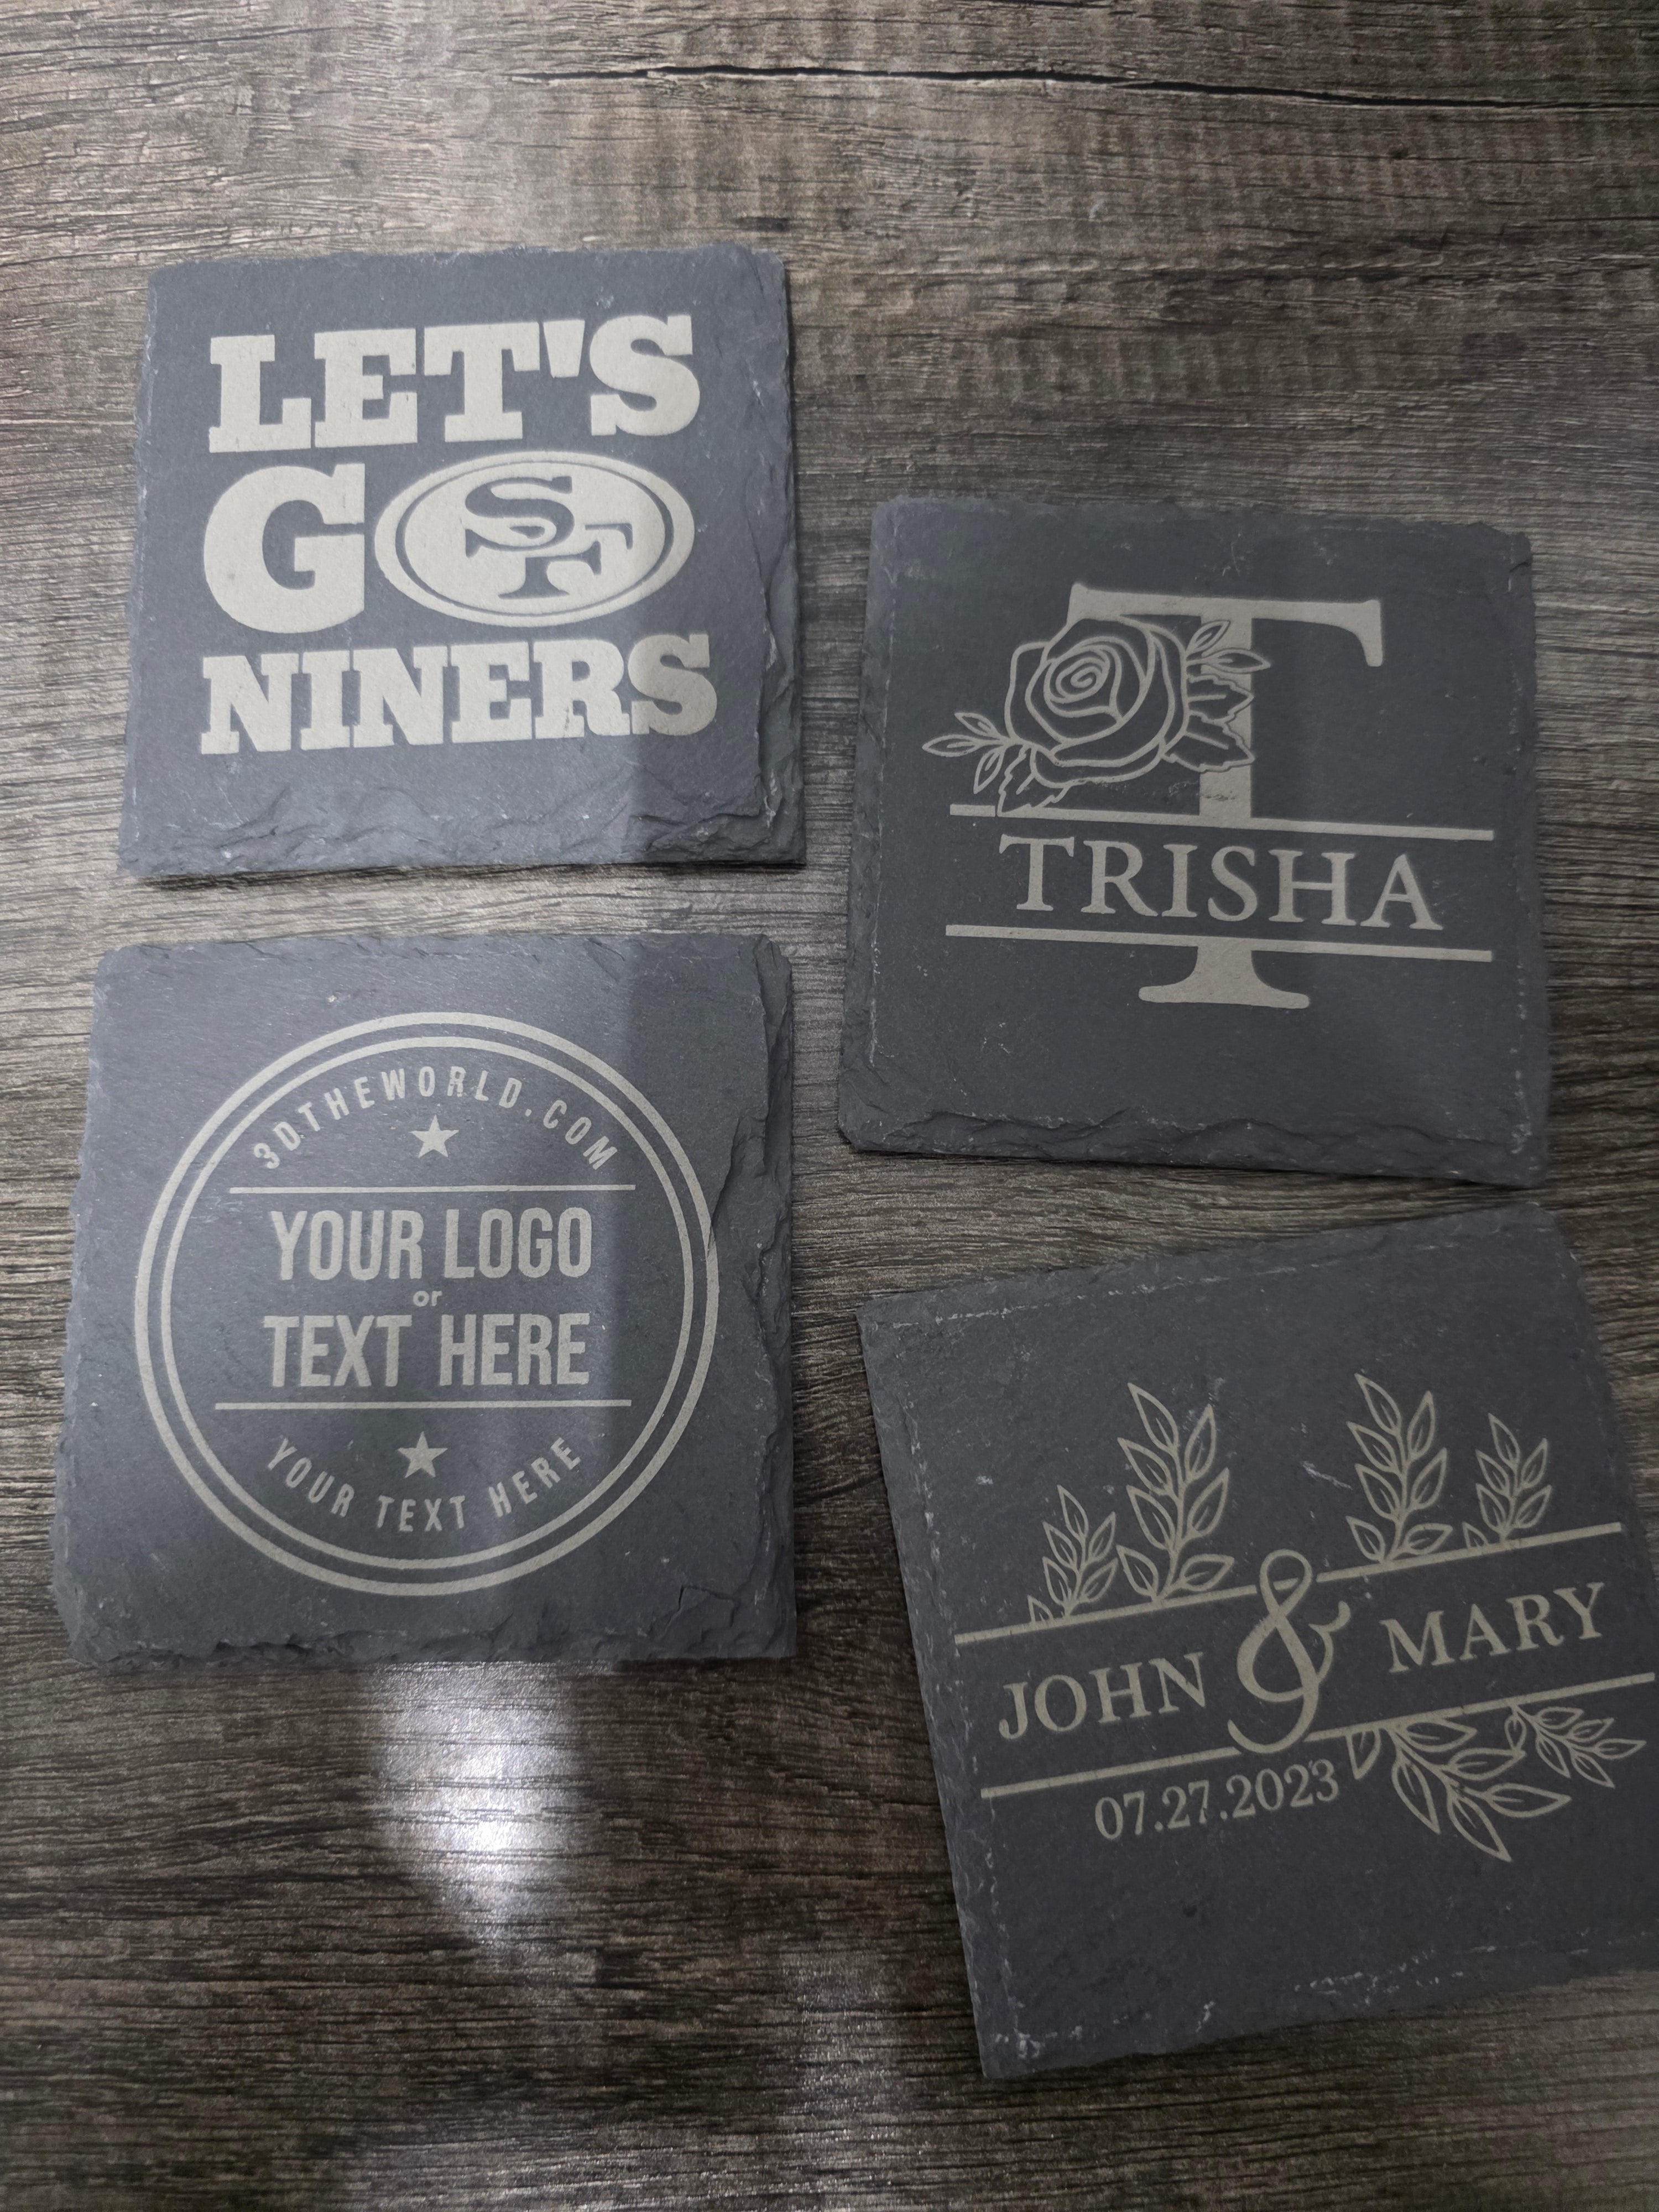 LET'S
GO
SF
NINERS
T
TRISHA
3DTHEWORLD.COM
YOUR LOGO
or
TEXT HERE
YOUR TEXT HERE
JOHN & MARY
07.27.2023